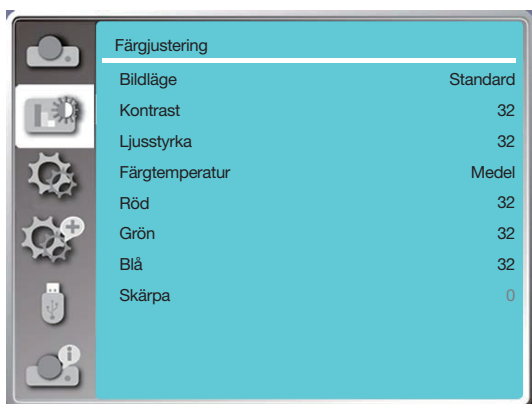 Färgjustering
Bildläge Standard
Kontrast 32
Ljusstyrka 32
Färgtemperatur Medel
Röd 32
Grön 32
Blå 32
Skärpa 0